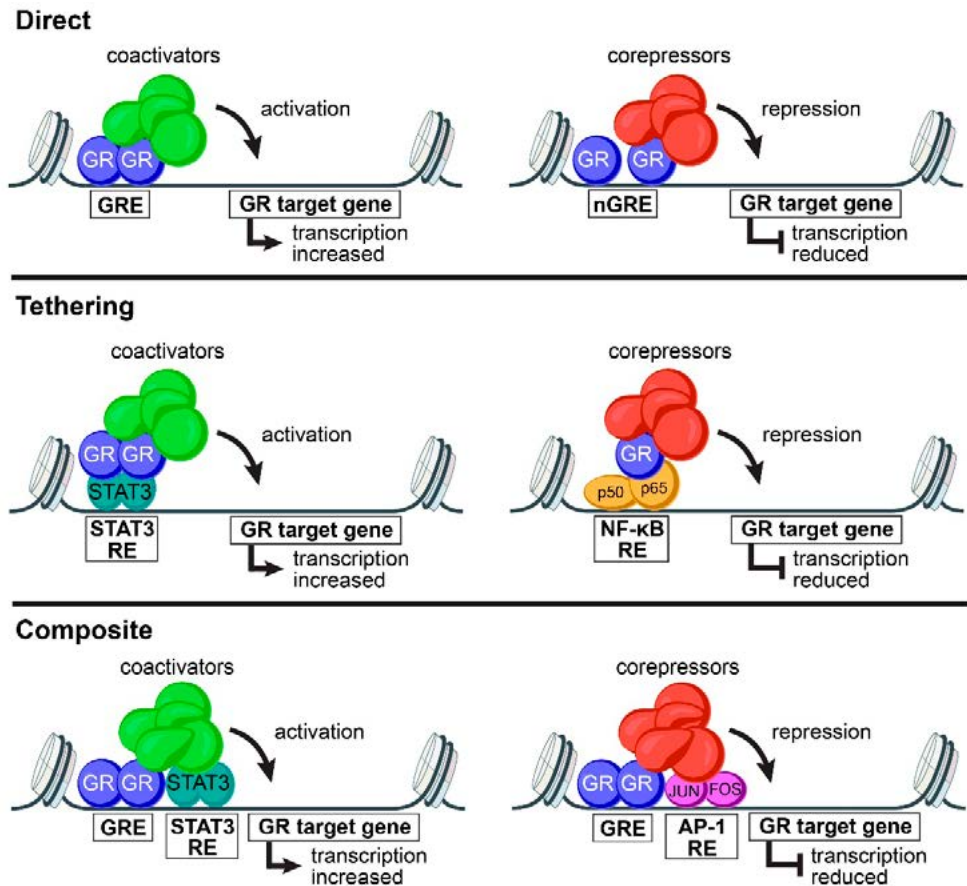 Direct
coactivators
activation
GR GR
GRE
GR target gene
transcription
increased
corepressors
repression
GR GR
nGRE
GR target gene
transcription
reduced
Tethering
coactivators
activation
GR GR
STAT3
STAT3
RE
GR target gene
transcription
increased
corepressors
repression
GR
p50 p65
NF-κB
RE
GR target gene
transcription
reduced
Composite
coactivators
activation
GR GR STAT3
GRE
STAT3
RE
GR target gene
transcription
increased
corepressors
repression
GR GR JUN FOS
GRE
AP-1
RE
GR target gene
transcription
reduced